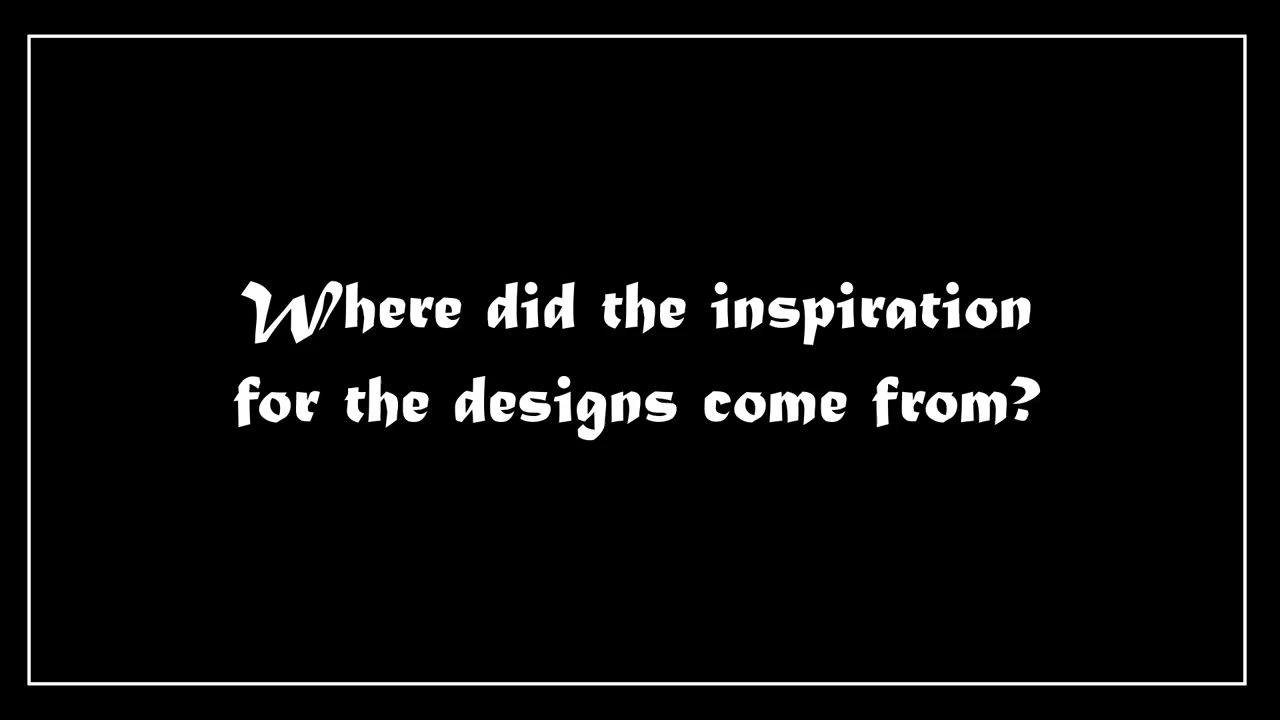 Where did the inspiration
for the designs come from?